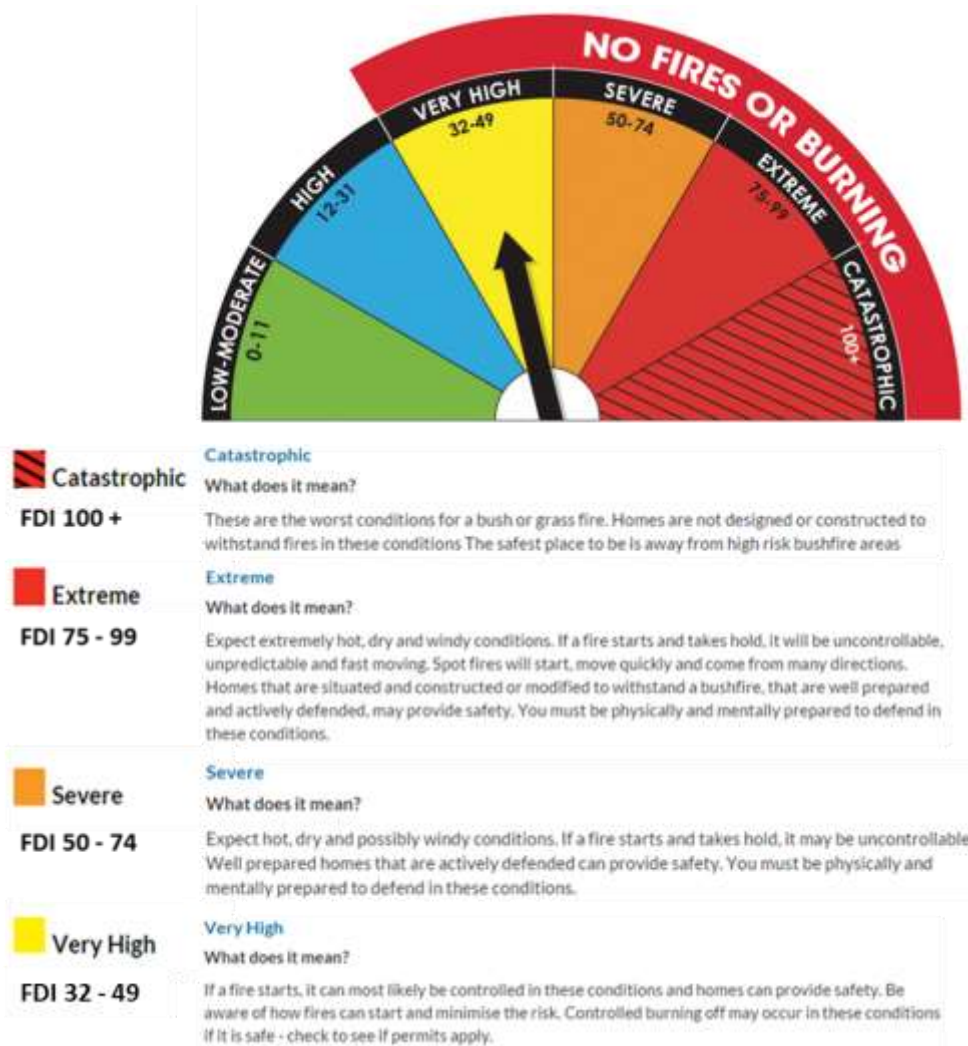 NO FIRES OR BURNING
LOW-MODERATE
0-11
HIGH
12-31
VERY HIGH
32-49
SEVERE
50-74
EXTREME
75-99
CATASTROPHIC
100+
Catastrophic
FDI 100 +
Catastrophic
What does it mean?
These are the worst conditions for a bush or grass fire. Homes are not designed or constructed to
withstand fires in these conditions The safest place to be is away from high risk bushfire areas
Extreme
FDI 75 - 99
Extreme
What does it mean?
Expect extremely hot, dry and windy conditions. If a fire starts and takes hold, it will be uncontrollable,
unpredictable and fast moving. Spot fires will start, move quickly and come from many directions.
Homes that are situated and constructed or modified to withstand a bushfire, that are well prepared
and actively defended, may provide safety. You must be physically and mentally prepared to defend in
these conditions.
Severe
FDI 50 - 74
Severe
What does it mean?
Expect hot, dry and possibly windy conditions. If a fire starts and takes hold, it may be uncontrollable
Well prepared homes that are actively defended can provide safety. You must be physically and
mentally prepared to defend in these conditions.
Very High
FDI 32 - 49
Very High
What does it mean?
If a fire starts, it can most likely be controlled in these conditions and homes can provide safety. Be
aware of how fires can start and minimise the risk. Controlled burning off may occur in these conditions
if it is safe - check to see if permits apply.